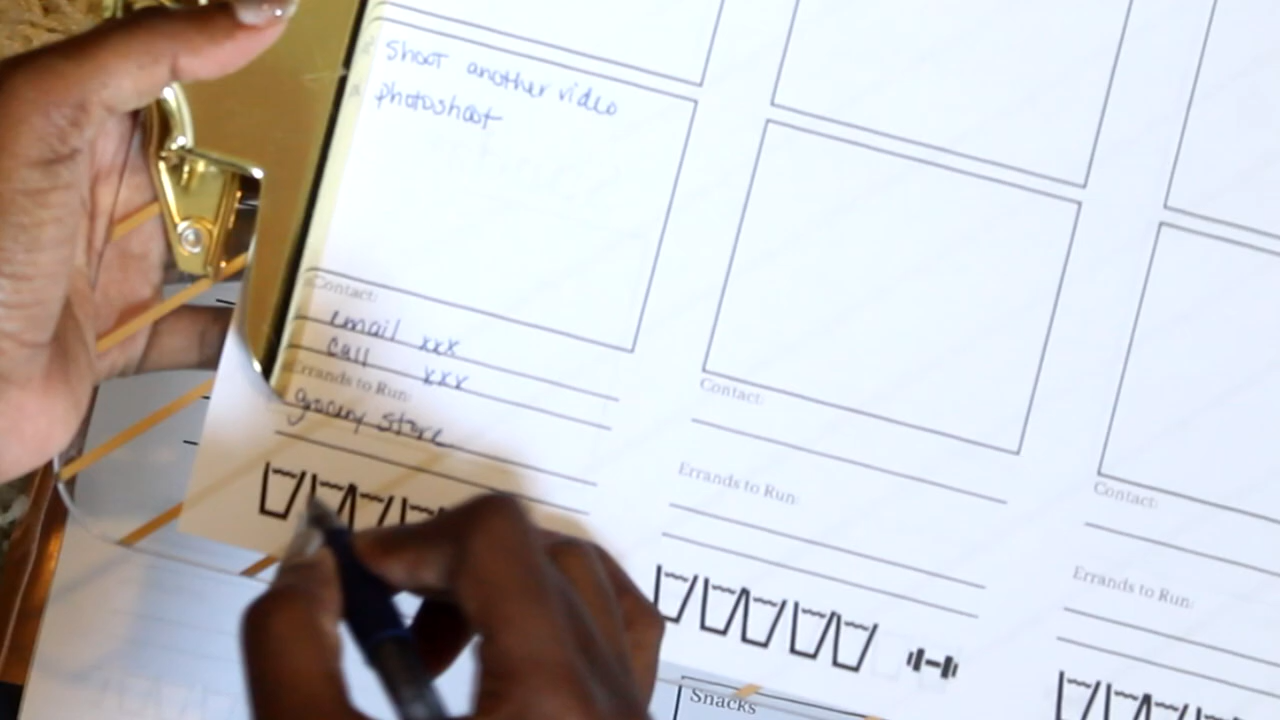 shoot another video
photoshoot
Contact:
email xxx
call xxx
Errands to Run:
grocery store
Contact:
Errands to Run:
Contact:
Errands to Run:
Snacks